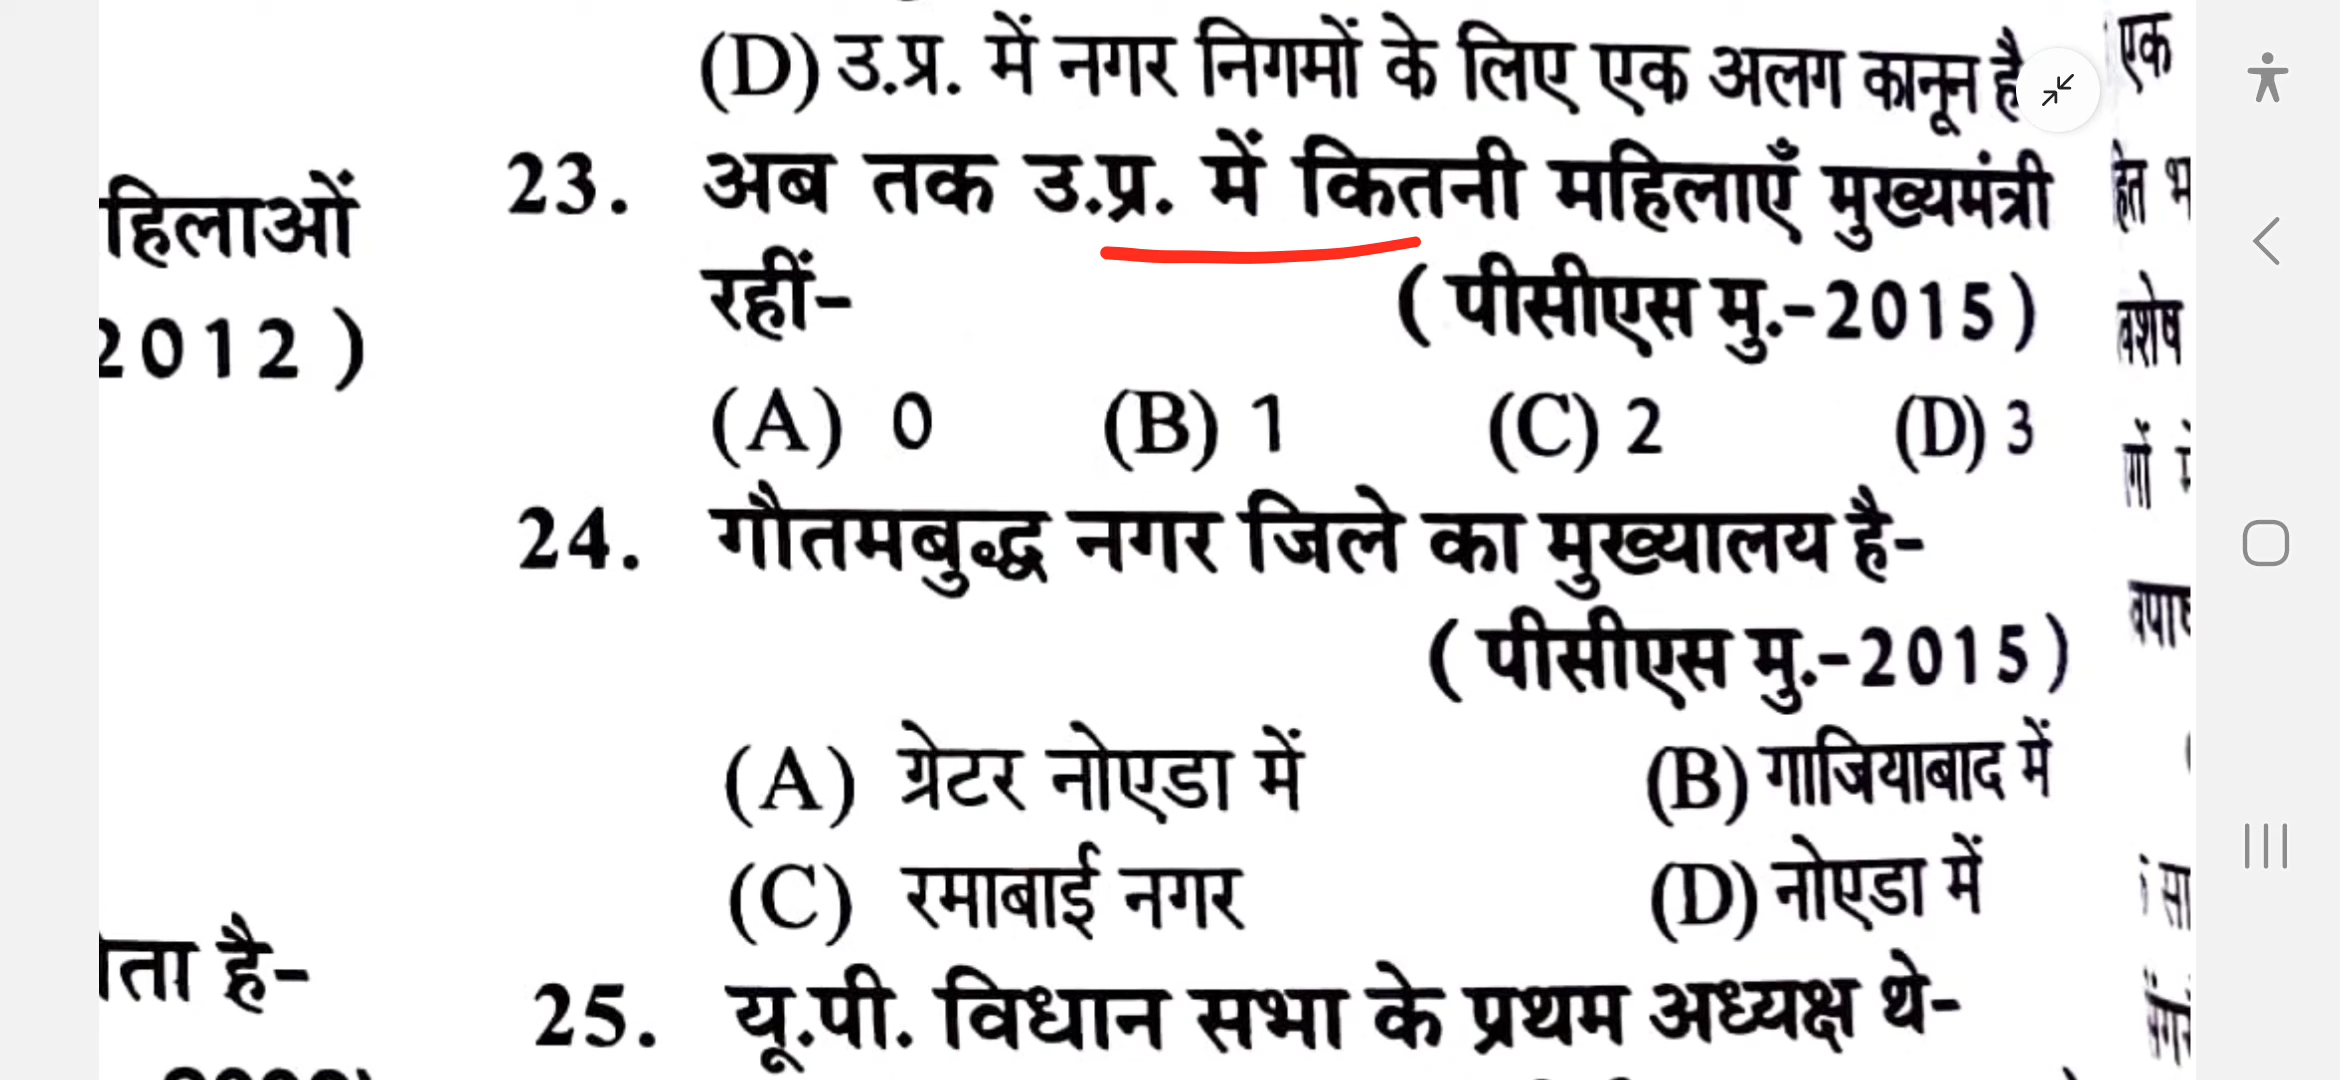 (D) उ.प्र. में नगर निगमों के लिए एक अलग कानून है
एक
23. अब तक उ.प्र. में कितनी महिलाएँ मुख्यमंत्री
हिलाओं
रहीं- (पीसीएस मु.-2015)
2012)
(A) 0 (B) 1 (C) 2 (D) 3
24. गौतमबुद्ध नगर जिले का मुख्यालय है-
(पीसीएस मु.-2015)
(A) ग्रेटर नोएडा में (B) गाजियाबाद में
(C) रमाबाई नगर (D) नोएडा में
ता है-
25. यू.पी. विधान सभा के प्रथम अध्यक्ष थे-